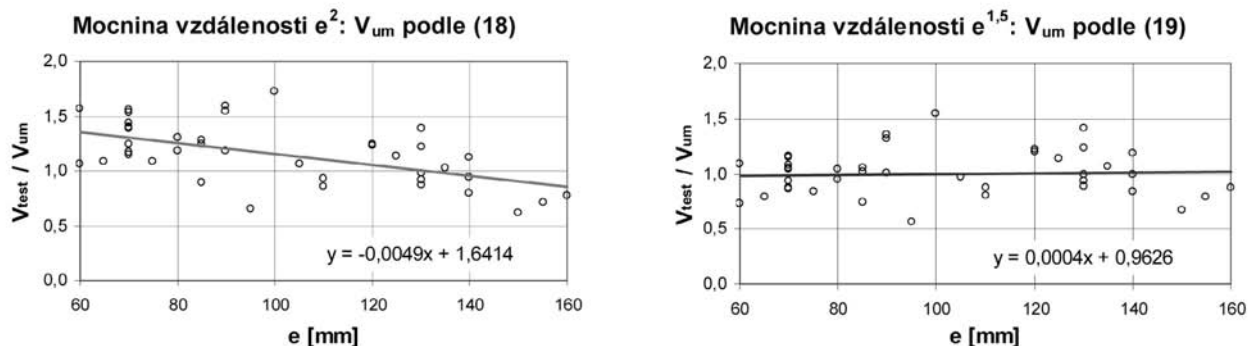 Mocnina vzdálenosti e²: Vum podle (18)
Vtest / Vum
2,0
1,5
1,0
0,5
0,0
y = -0,0049x + 1,6414
60 80 100 120 140 160
e [mm]
Mocnina vzdálenosti e1,5: Vum podle (19)
Vtest / Vum
2,0
1,5
1,0
0,5
0,0
y = 0,0004x + 0,9626
60 80 100 120 140 160
e [mm]